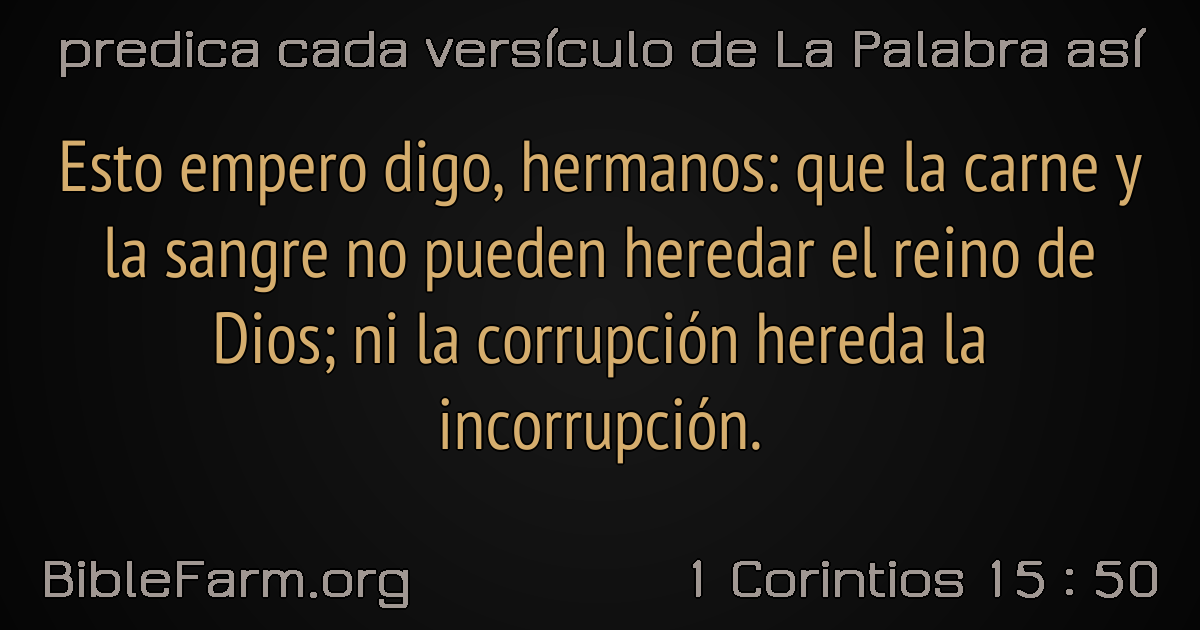 predica cada versículo de La Palabra así
Esto empero digo, hermanos: que la carne y
la sangre no pueden heredar el reino de
Dios; ni la corrupción hereda la
incorrupción.
BibleFarm.org
1 Corintios 15 : 50